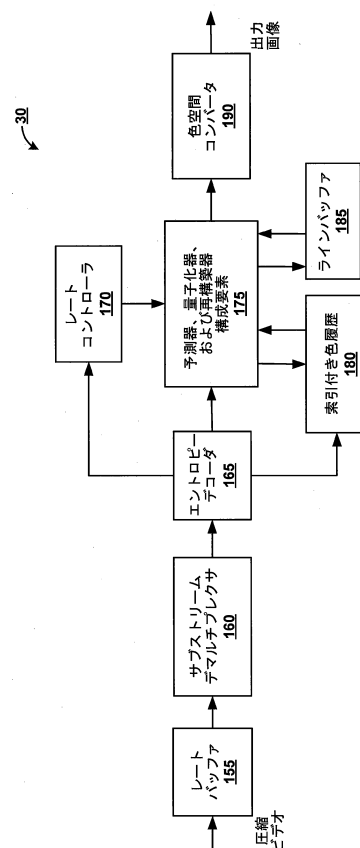 30
圧縮
ビデオ
レート
バッファ
155
サブストリーム
デマルチプレクサ
160
エントロピー
デコーダ
165
レート
コントローラ
170
予測器、量子化器、
および再構築器
構成要素
175
索引付き色履歴
180
ラインバッファ
185
色空間
コンバータ
190
出力
画像